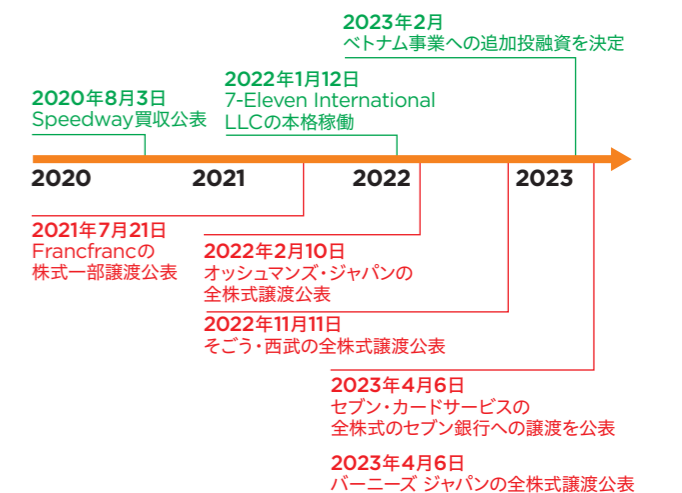 2023年2月
ベトナム事業への追加投融資を決定
2022年1月12日
7-Eleven International
LLCの本格稼働
2020年8月3日
Speedway買収公表
2020
2021
2022
2023
2021年7月21日
Francfrancの
株式一部譲渡公表
2022年2月10日
オッシュマンズ・ジャパンの
全株式譲渡公表
2022年11月11日
そごう・西武の全株式譲渡公表
2023年4月6日
セブン・カードサービスの
全株式のセブン銀行への譲渡を公表
2023年4月6日
バーニーズ ジャパンの全株式譲渡公表